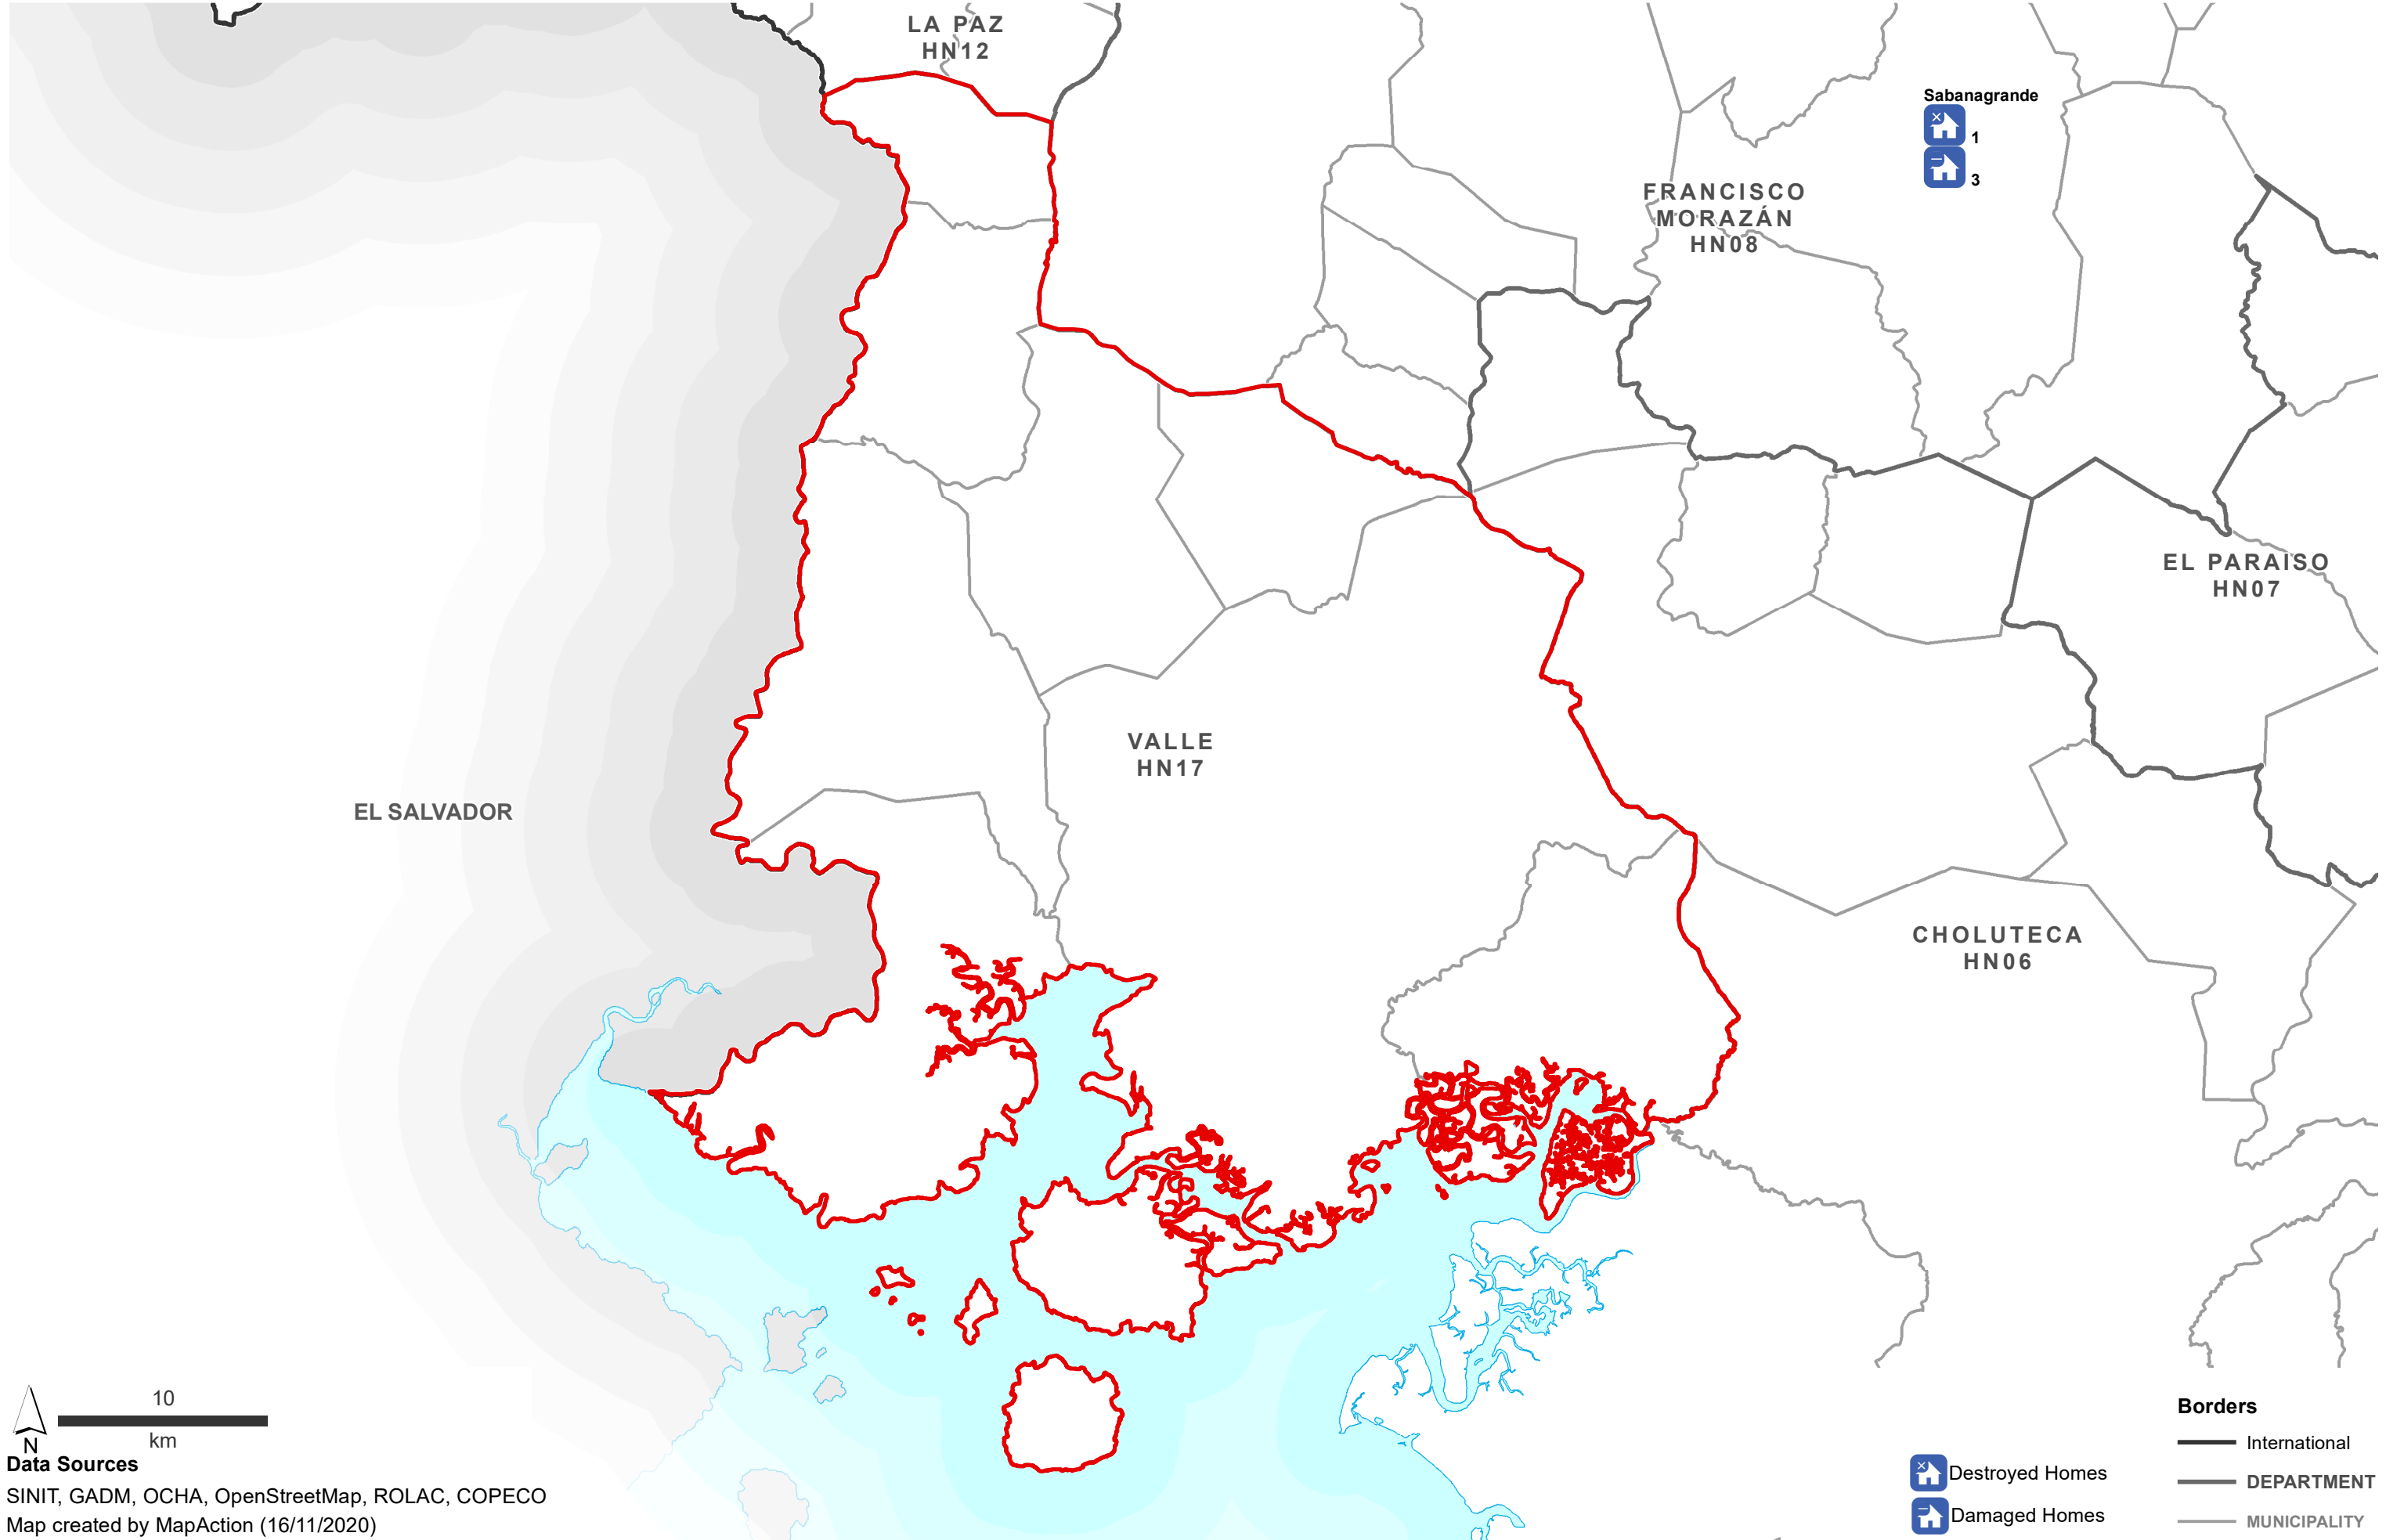 LA PAZ
HN12
Sabanagrande
1
3
FRANCISCO
MORAZÁN
HN08
EL PARAISO
HN07
VALLE
HN17
EL SALVADOR
CHOLUTECA
HN06
10
km
N
Data Sources
SINIT, GADM, OCHA, OpenStreetMap, ROLAC, COPECO
Map created by MapAction (16/11/2020)
Destroyed Homes
Damaged Homes
Borders
International
DEPARTMENT
MUNICIPALITY